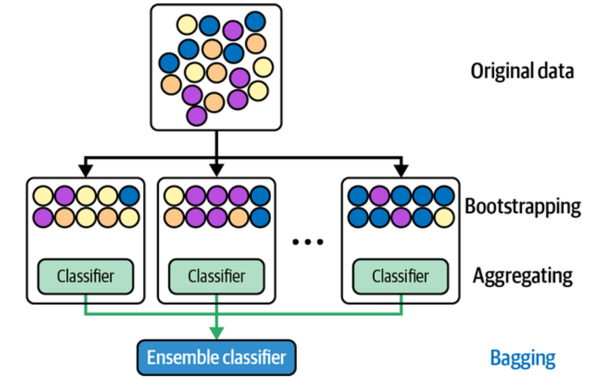 Original data
Bootstrapping
...
Classifier
Classifier
Classifier
Aggregating
Ensemble classifier
Bagging